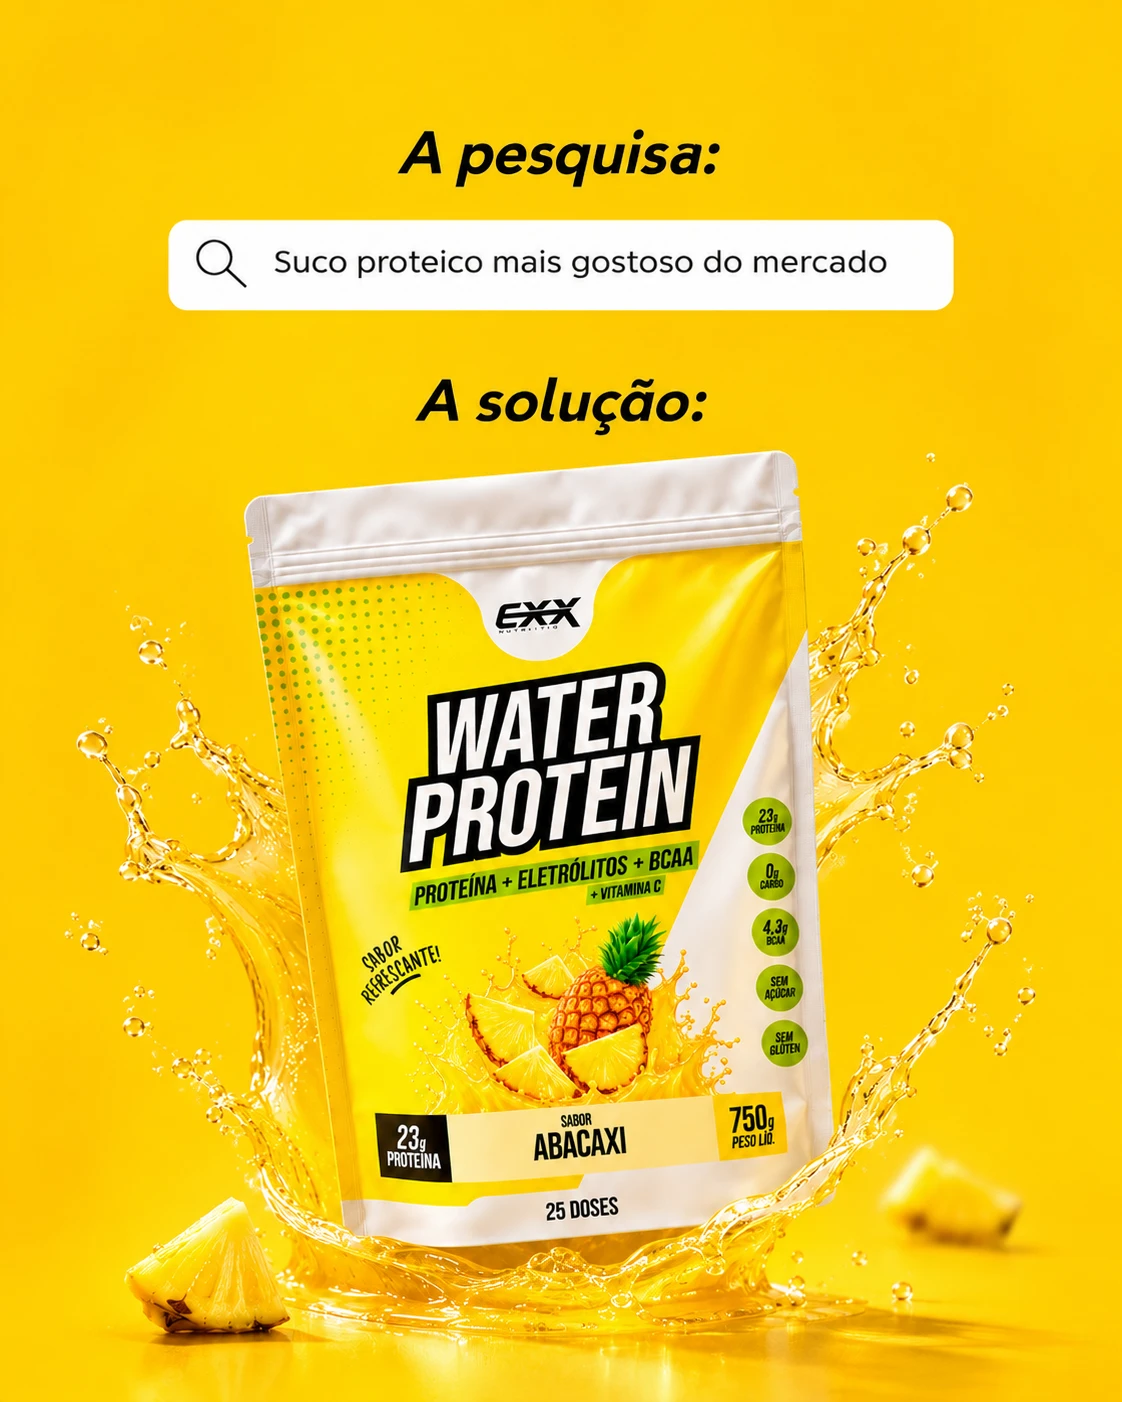 A pesquisa:
Suco proteico mais gostoso do mercado
A solução:
EXX
WATER
PROTEIN
PROTEÍNA + ELETRÓLITOS + BCAA
+ VITAMINA C
SABOR
REFRESCANTE!
23g
PROTEÍNA
0g
CARBO
4.3g
BCAA
SEM
AÇÚCAR
SEM
GLÚTEN
23g
PROTEÍNA
SABOR
ABACAXI
750g
PESO LÍQ.
25 DOSES